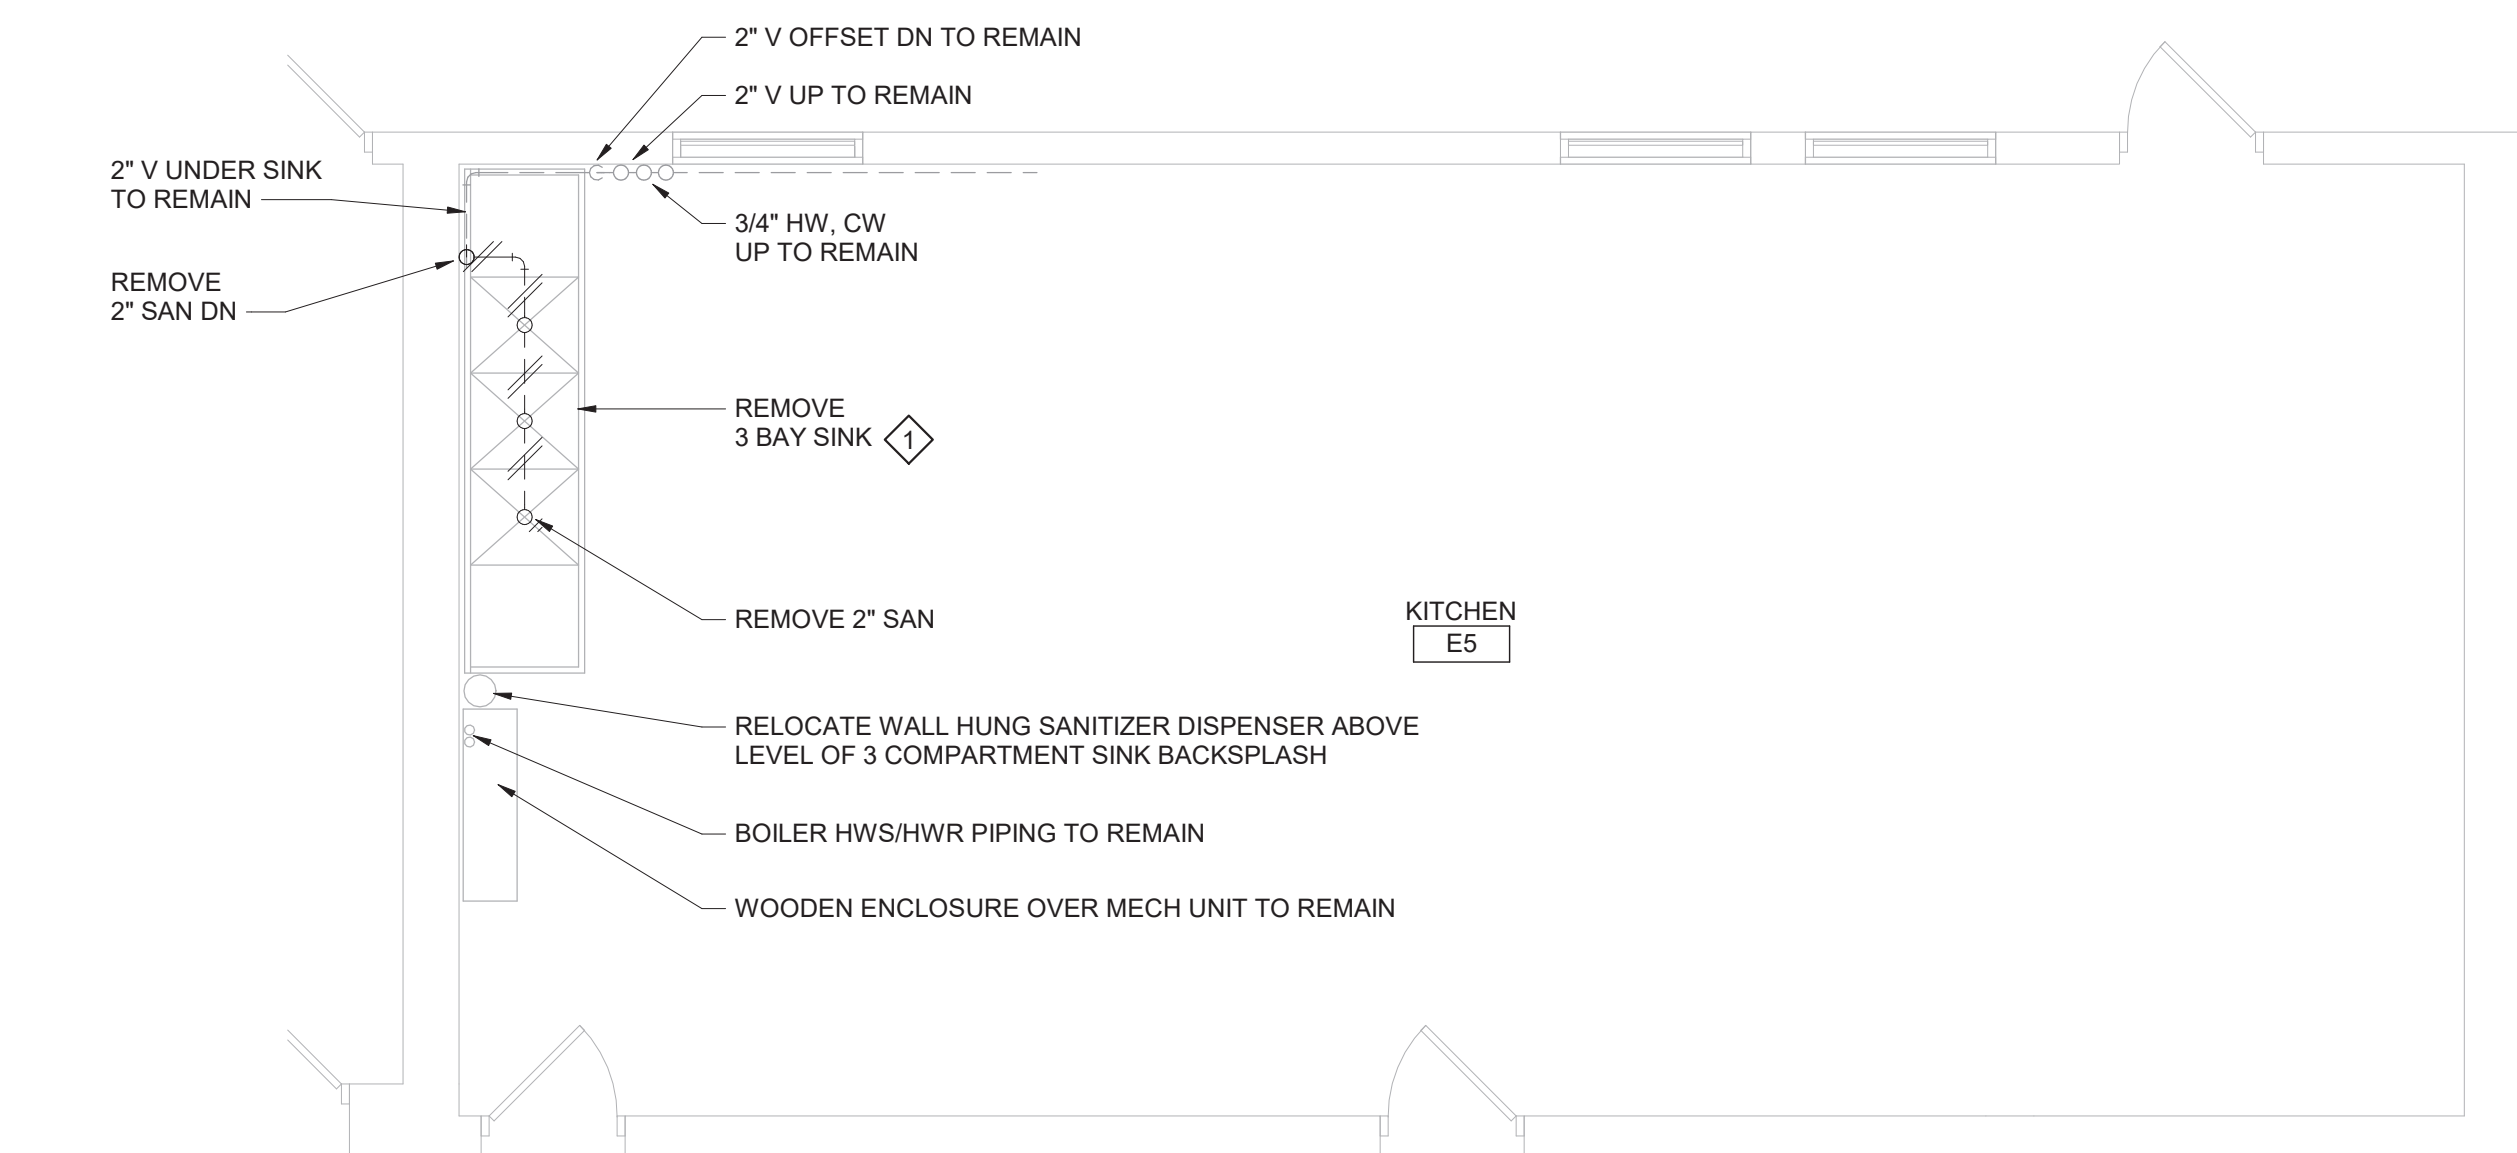 2" V OFFSET DN TO REMAIN
2" V UP TO REMAIN
2" V UNDER SINK
TO REMAIN
3/4" HW, CW
UP TO REMAIN
REMOVE
2" SAN DN
REMOVE
3 BAY SINK 1
REMOVE 2" SAN
KITCHEN
E5
RELOCATE WALL HUNG SANITIZER DISPENSER ABOVE
LEVEL OF 3 COMPARTMENT SINK BACKSPLASH
BOILER HWS/HWR PIPING TO REMAIN
WOODEN ENCLOSURE OVER MECH UNIT TO REMAIN